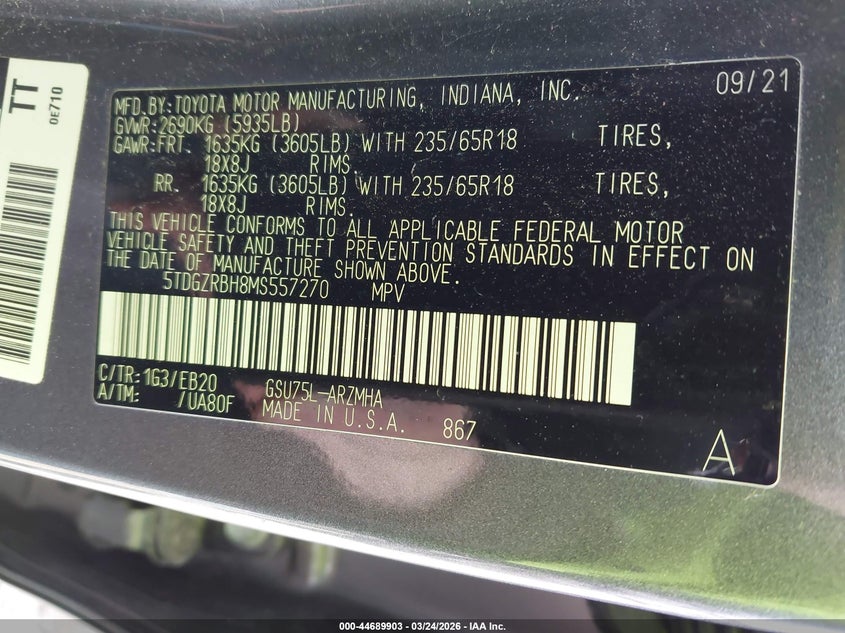 TT
0E710
MFD.BY:TOYOTA MOTOR MANUFACTURING, INDIANA, INC. 09/21
GVWR:2690KG (5935LB)
GAWR:FRT. 1635KG (3605LB) WITH 235/65R18 TIRES,
18X8J RIMS.
RR. 1635KG (3605LB) WITH 235/65R18 TIRES,
18X8J RIMS.
THIS VEHICLE CONFORMS TO ALL APPLICABLE FEDERAL MOTOR
VEHICLE SAFETY AND THEFT PREVENTION STANDARDS IN EFFECT ON
THE DATE OF MANUFACTURE SHOWN ABOVE.
5TDGZRBH8MS557270 MPV
C/TR:1G3/EB20 GSU75L-ARZMHA
A/TM: /UA80F MADE IN U.S.A. 867
A
000-44689903 - 03/24/2026 - IAA Inc.